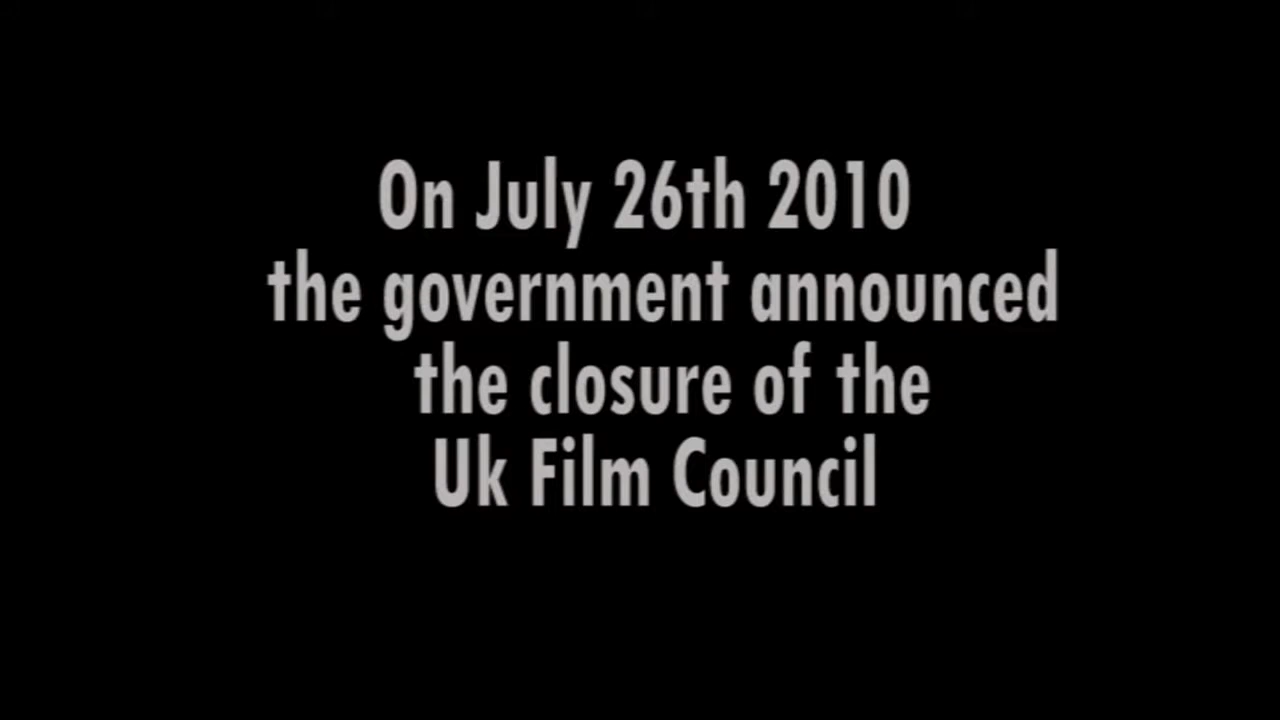 On July 26th 2010
the government announced
the closure of the
Uk Film Council